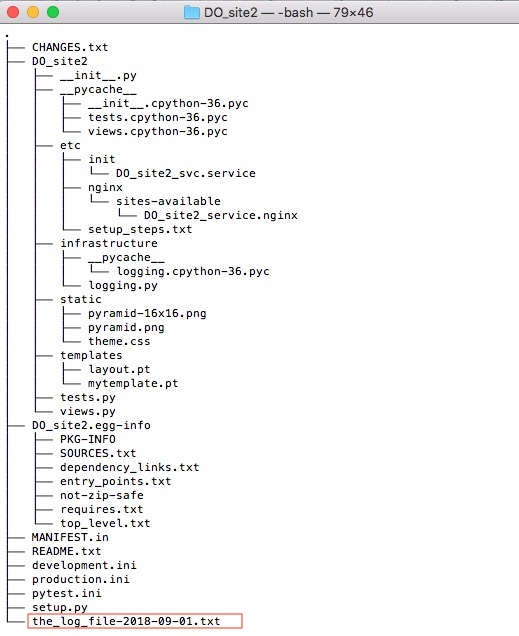 DO_site2 — -bash — 79×46
.
├── CHANGES.txt
├── DO_site2
│   ├── __init__.py
│   ├── __pycache__
│   │   ├── __init__.cpython-36.pyc
│   │   ├── tests.cpython-36.pyc
│   │   └── views.cpython-36.pyc
│   ├── etc
│   │   ├── init
│   │   │   └── DO_site2_svc.service
│   │   ├── nginx
│   │   │   └── sites-available
│   │   │       └── DO_site2_service.nginx
│   │   └── setup_steps.txt
│   ├── infrastructure
│   │   ├── __pycache__
│   │   │   └── logging.cpython-36.pyc
│   │   └── logging.py
│   ├── static
│   │   ├── pyramid-16x16.png
│   │   ├── pyramid.png
│   │   └── theme.css
│   ├── templates
│   │   ├── layout.pt
│   │   └── mytemplate.pt
│   ├── tests.py
│   └── views.py
├── DO_site2.egg-info
│   ├── PKG-INFO
│   ├── SOURCES.txt
│   ├── dependency_links.txt
│   ├── entry_points.txt
│   ├── not-zip-safe
│   ├── requires.txt
│   └── top_level.txt
├── MANIFEST.in
├── README.txt
├── development.ini
├── production.ini
├── pytest.ini
├── setup.py
└── the_log_file-2018-09-01.txt